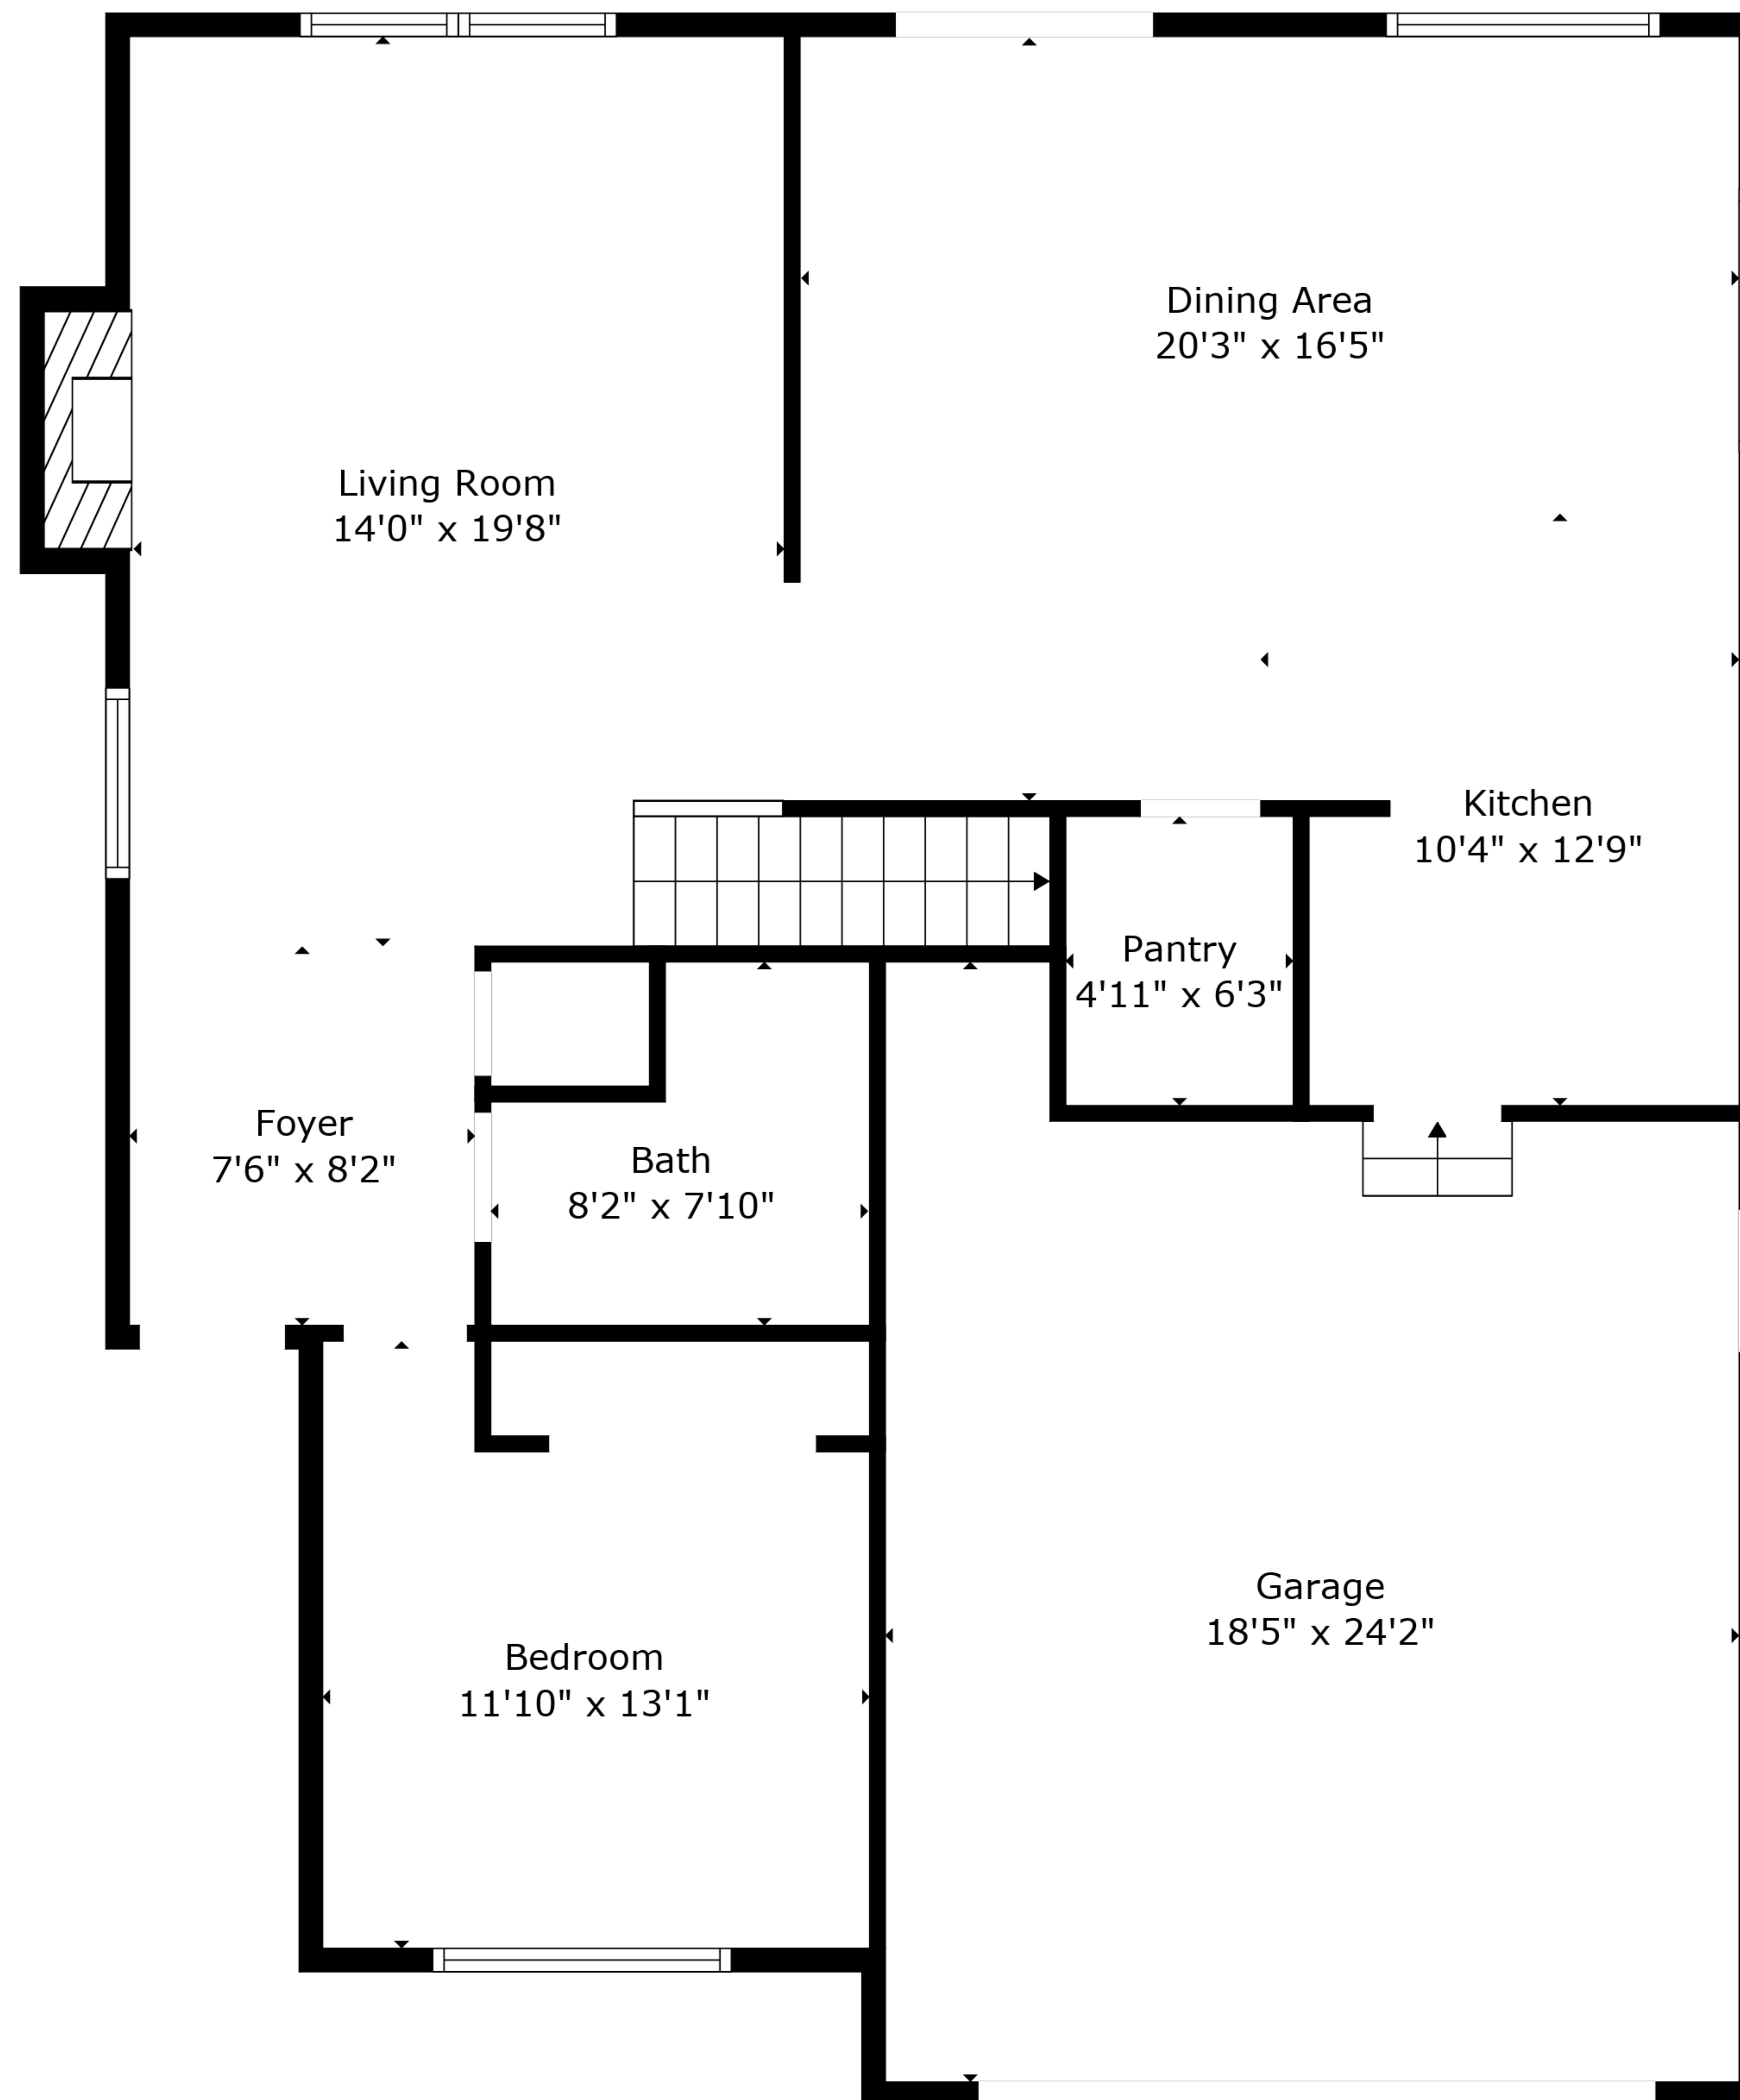 Dining Area
20'3" x 16'5"
Living Room
14'0" x 19'8"
Kitchen
10'4" x 12'9"
Pantry
4'11" x 6'3"
Foyer
7'6" x 8'2"
Bath
8'2" x 7'10"
Garage
18'5" x 24'2"
Bedroom
11'10" x 13'1"